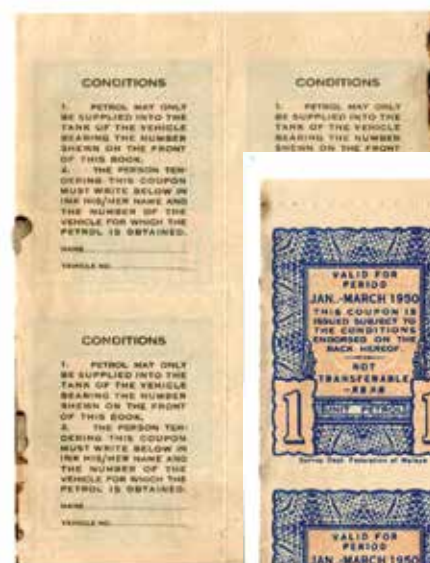 CONDITIONS
1. PETROL MAY ONLY
BE SUPPLIED INTO THE
TANK OF THE VEHICLE
BEARING THE NUMBER
SHEWN ON THE FRONT
OF THIS BOOK.
2. THE PERSON TEN-
DERING THIS COUPON
MUST WRITE BELOW IN
INK HIS/HER NAME AND
THE NUMBER OF THE
VEHICLE FOR WHICH THE
PETROL IS OBTAINED.
NAME
VEHICLE NO.
CONDITIONS
1. PETROL MAY ONLY
BE SUPPLIED INTO THE
TANK OF THE VEHICLE
BEARING THE NUMBER
SHEWN ON THE FRONT
CONDITIONS
1. PETROL MAY ONLY
BE SUPPLIED INTO THE
TANK OF THE VEHICLE
BEARING THE NUMBER
SHEWN ON THE FRONT
OF THIS BOOK.
2. THE PERSON TEN-
DERING THIS COUPON
MUST WRITE BELOW IN
INK HIS/HER NAME AND
THE NUMBER OF THE
VEHICLE FOR WHICH THE
PETROL IS OBTAINED.
NAME
VEHICLE NO.
VALID FOR
PERIOD
JAN.-MARCH 1950
THIS COUPON IS
ISSUED SUBJECT TO
THE CONDITIONS
ENDORSED ON THE
BACK HEREOF.
NOT
TRANSFERABLE
1
UNIT PETROL
Survey Dept. Federation of Malaya
VALID FOR
PERIOD
JAN.-MARCH 1950